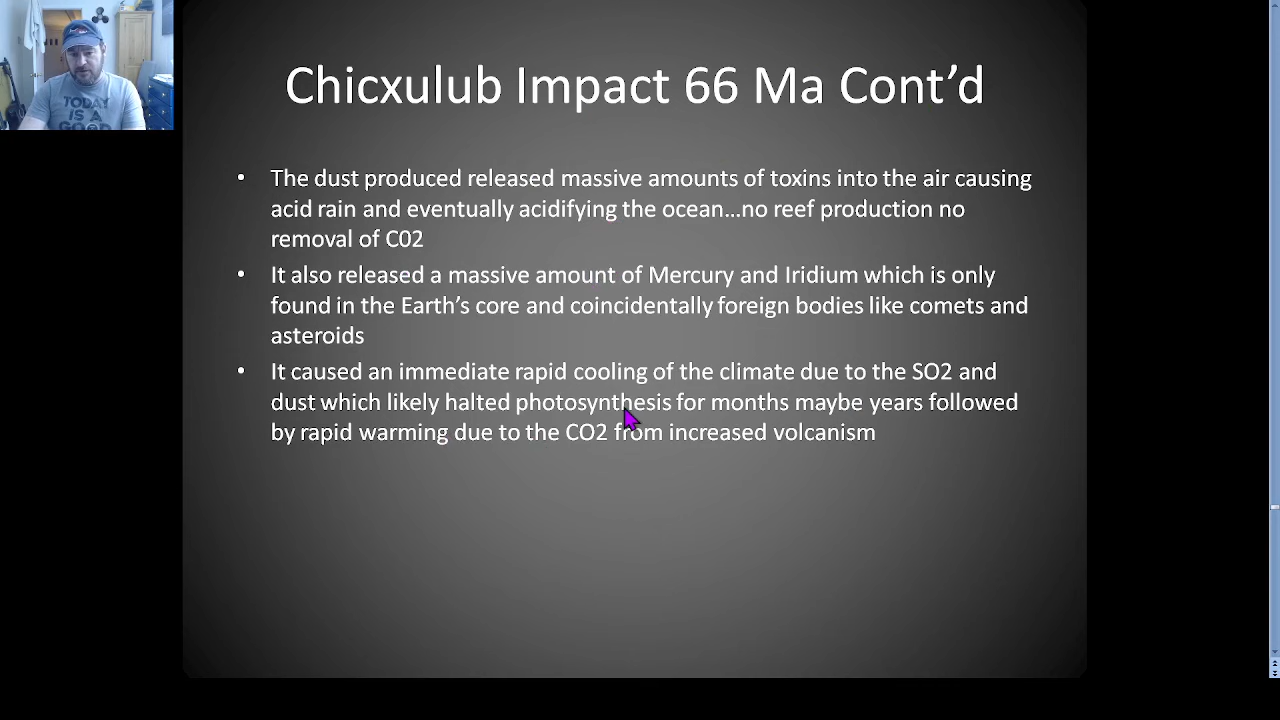 TODAY
IS A
GOOD
Chicxulub Impact 66 Ma Cont’d
• The dust produced released massive amounts of toxins into the air causing
acid rain and eventually acidifying the ocean…no reef production no
removal of C02
• It also released a massive amount of Mercury and Iridium which is only
found in the Earth’s core and coincidentally foreign bodies like comets and
asteroids
• It caused an immediate rapid cooling of the climate due to the SO2 and
dust which likely halted photosynthesis for months maybe years followed
by rapid warming due to the CO2 from increased volcanism